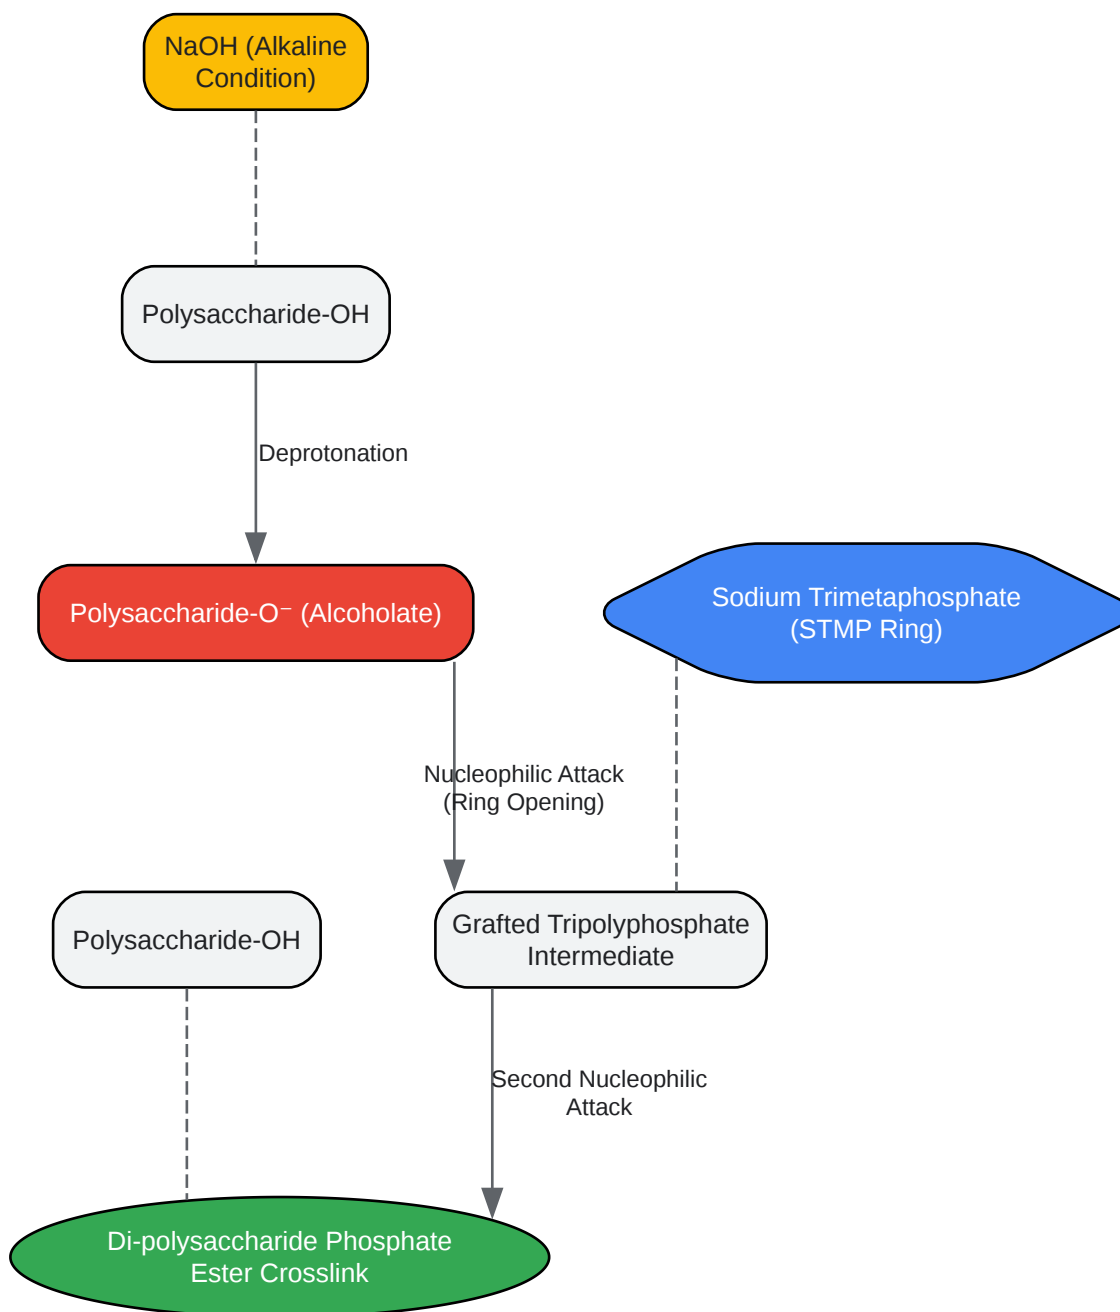 NaOH (Alkaline
Condition)
Polysaccharide-OH
Deprotonation
Polysaccharide-O⁻ (Alcoholate)
Sodium Trimetaphosphate
(STMP Ring)
Nucleophilic Attack
(Ring Opening)
Polysaccharide-OH
Grafted Tripolyphosphate
Intermediate
Second Nucleophilic
Attack
Di-polysaccharide Phosphate
Ester Crosslink